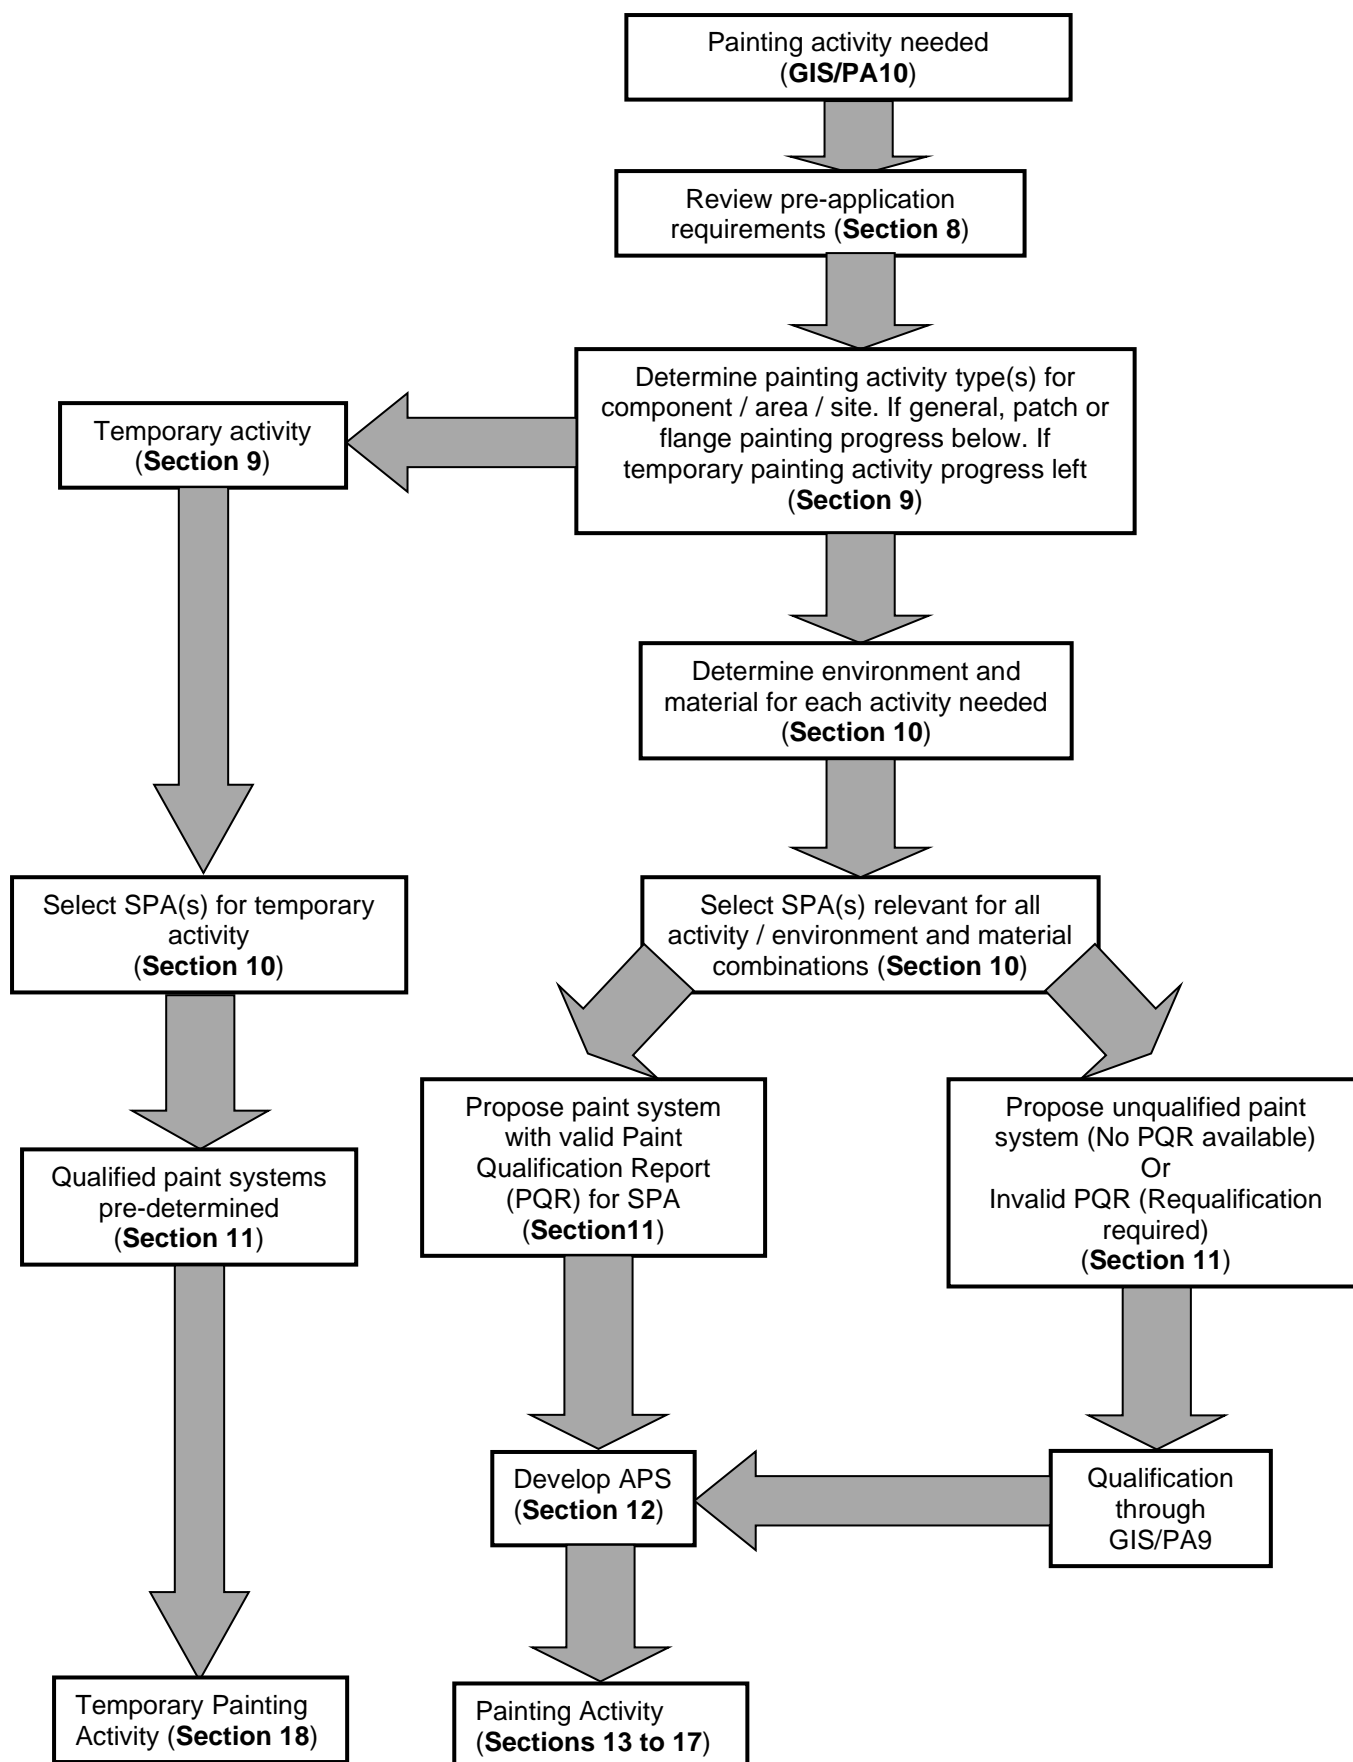 Painting activity needed
(GIS/PA10)
Review pre-application
requirements (Section 8)
Determine painting activity type(s) for
component / area / site. If general, patch or
flange painting progress below. If
temporary painting activity progress left
(Section 9)
Temporary activity
(Section 9)
Determine environment and
material for each activity needed
(Section 10)
Select SPA(s) for temporary
activity
(Section 10)
Select SPA(s) relevant for all
activity / environment and material
combinations (Section 10)
Qualified paint systems
pre-determined
(Section 11)
Propose paint system
with valid Paint
Qualification Report
(PQR) for SPA
(Section11)
Propose unqualified paint
system (No PQR available)
Or
Invalid PQR (Requalification
required)
(Section 11)
Develop APS
(Section 12)
Qualification
through
GIS/PA9
Temporary Painting
Activity (Section 18)
Painting Activity
(Sections 13 to 17)